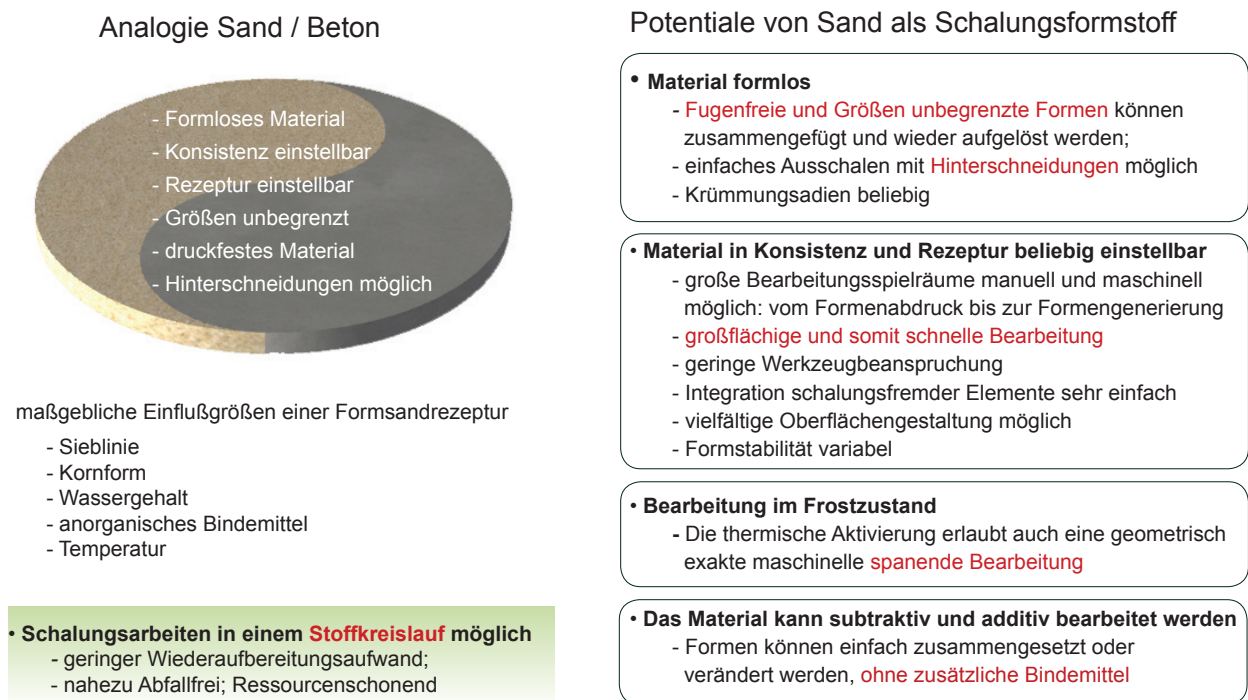 Analogie Sand / Beton
- Formloses Material
- Konsistenz einstellbar
- Rezeptur einstellbar
- Größen unbegrenzt
- druckfestes Material
- Hinterschneidungen möglich
maßgebliche Einflußgrößen einer Formsandrezeptur
- Sieblinie
- Kornform
- Wassergehalt
- anorganisches Bindemittel
- Temperatur
• Schalungsarbeiten in einem Stoffkreislauf möglich
- geringer Wiederaufbereitungsaufwand;
- nahezu Abfallfrei; Ressourcenschonend
Potentiale von Sand als Schalungsformstoff
• Material formlos
- Fugenfreie und Größen unbegrenzte Formen können
zusammengefügt und wieder aufgelöst werden;
- einfaches Ausschalen mit Hinterschneidungen möglich
- Krümmungsadien beliebig
• Material in Konsistenz und Rezeptur beliebig einstellbar
- große Bearbeitungsspielräume manuell und maschinell
möglich: vom Formenabdruck bis zur Formengenerierung
- großflächige und somit schnelle Bearbeitung
- geringe Werkzeugbeanspruchung
- Integration schalungsfremder Elemente sehr einfach
- vielfältige Oberflächengestaltung möglich
- Formstabilität variabel
• Bearbeitung im Frostzustand
- Die thermische Aktivierung erlaubt auch eine geometrisch
exakte maschinelle spanende Bearbeitung
• Das Material kann subtraktiv und additiv bearbeitet werden
- Formen können einfach zusammengesetzt oder
verändert werden, ohne zusätzliche Bindemittel